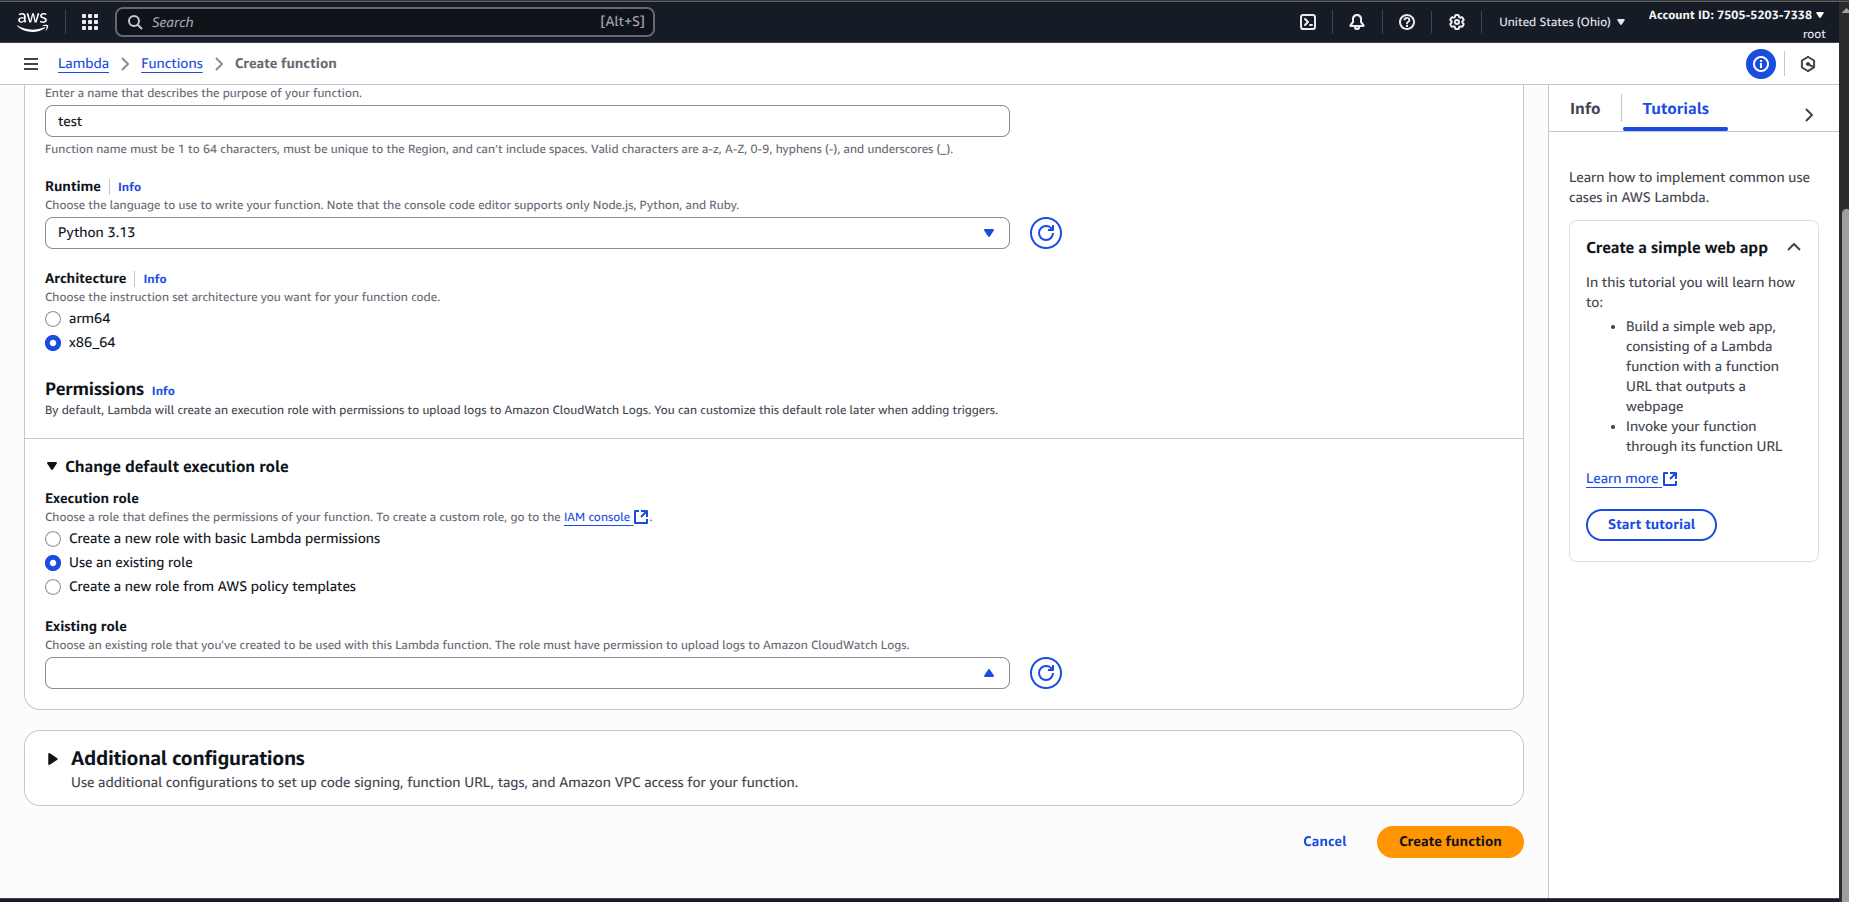 aws
Search [Alt+S]
United States (Ohio)
Account ID: 7505-5203-7338
root
Lambda Functions Create function
Enter a name that describes the purpose of your function.
test
Function name must be 1 to 64 characters, must be unique to the Region, and can't include spaces. Valid characters are a-z, A-Z, 0-9, hyphens (-), and underscores (_).
Runtime Info
Choose the language to use to write your function. Note that the console code editor supports only Node.js, Python, and Ruby.
Python 3.13
Architecture Info
Choose the instruction set architecture you want for your function code.
arm64
x86_64
Permissions Info
By default, Lambda will create an execution role with permissions to upload logs to Amazon CloudWatch Logs. You can customize this default role later when adding triggers.
Change default execution role
Execution role
Choose a role that defines the permissions of your function. To create a custom role, go to the IAM console.
Create a new role with basic Lambda permissions
Use an existing role
Create a new role from AWS policy templates
Existing role
Choose an existing role that you've created to be used with this Lambda function. The role must have permission to upload logs to Amazon CloudWatch Logs.
Additional configurations
Use additional configurations to set up code signing, function URL, tags, and Amazon VPC access for your function.
Cancel
Create function
Info
Tutorials
Learn how to implement common use
cases in AWS Lambda.
Create a simple web app
In this tutorial you will learn how
to:
• Build a simple web app,
consisting of a Lambda
function with a function
URL that outputs a
webpage
• Invoke your function
through its function URL
Learn more
Start tutorial